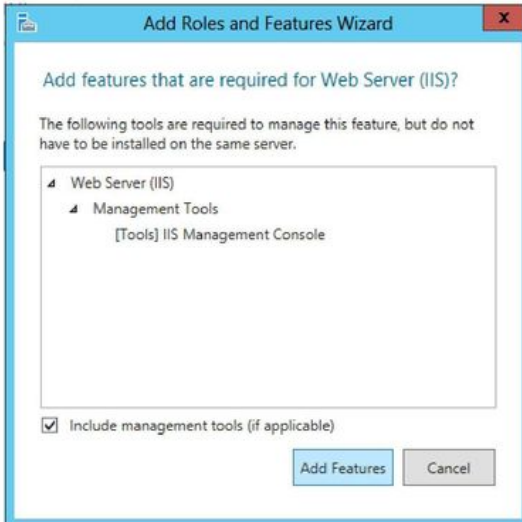 Add Roles and Features Wizard
x
Add features that are required for Web Server (IIS)?
The following tools are required to manage this feature, but do not
have to be installed on the same server.
Web Server (IIS)
Management Tools
[Tools] IIS Management Console
Include management tools (if applicable)
Add Features
Cancel